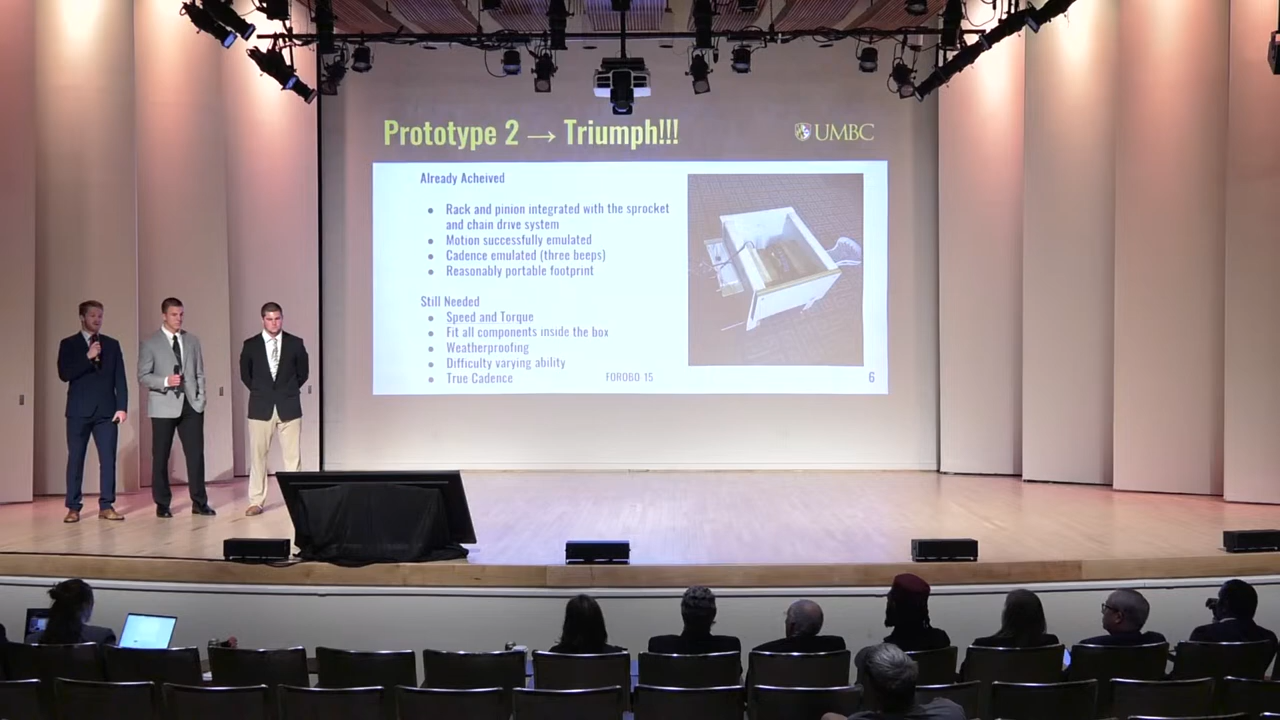 Prototype 2 → Triumph!!!
UMBC
Already Acheived
● Rack and pinion integrated with the sprocket
and chain drive system
● Motion successfully emulated
● Cadence emulated (three beeps)
● Reasonably portable footprint
Still Needed
● Speed and Torque
● Fit all components inside the box
● Weatherproofing
● Difficulty varying ability
● True Cadence
FOROBO 15
6